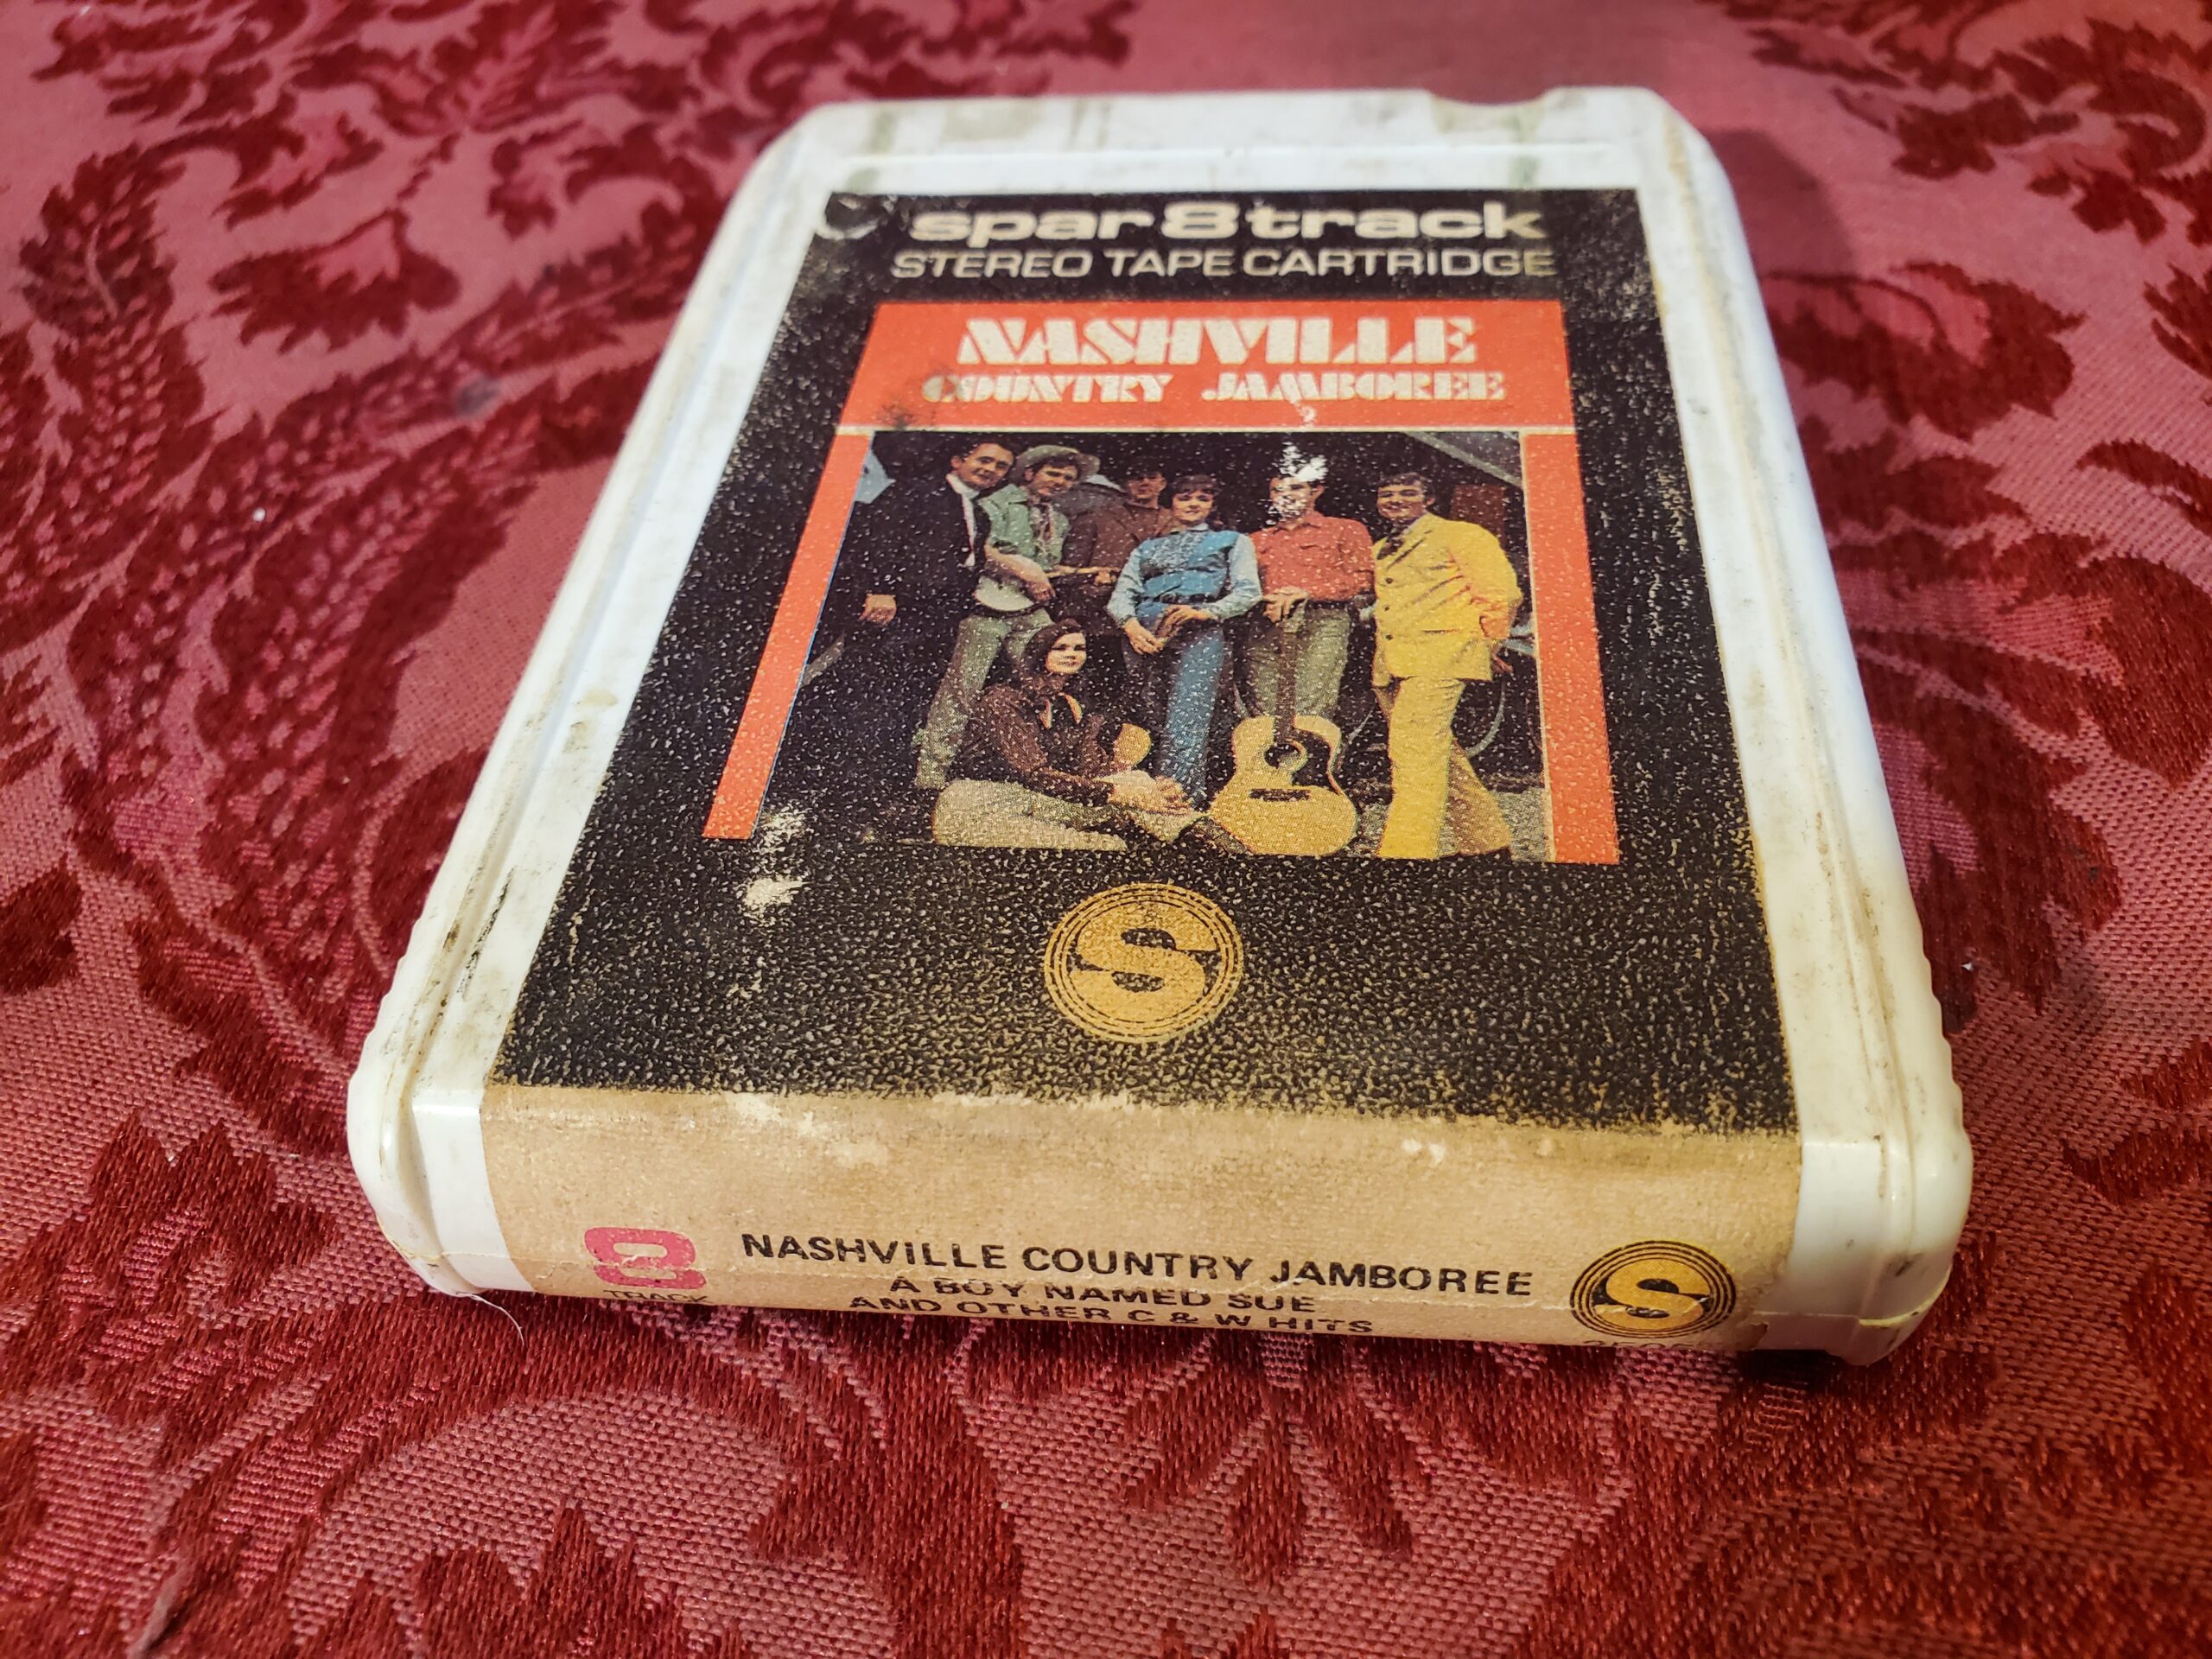 spar 8 track
STEREO TAPE CARTRIDGE
NASHVILLE
COUNTRY JAMBOREE
S
8
TRACK
NASHVILLE COUNTRY JAMBOREE
A BOY NAMED SUE
AND OTHER C & W HITS
S